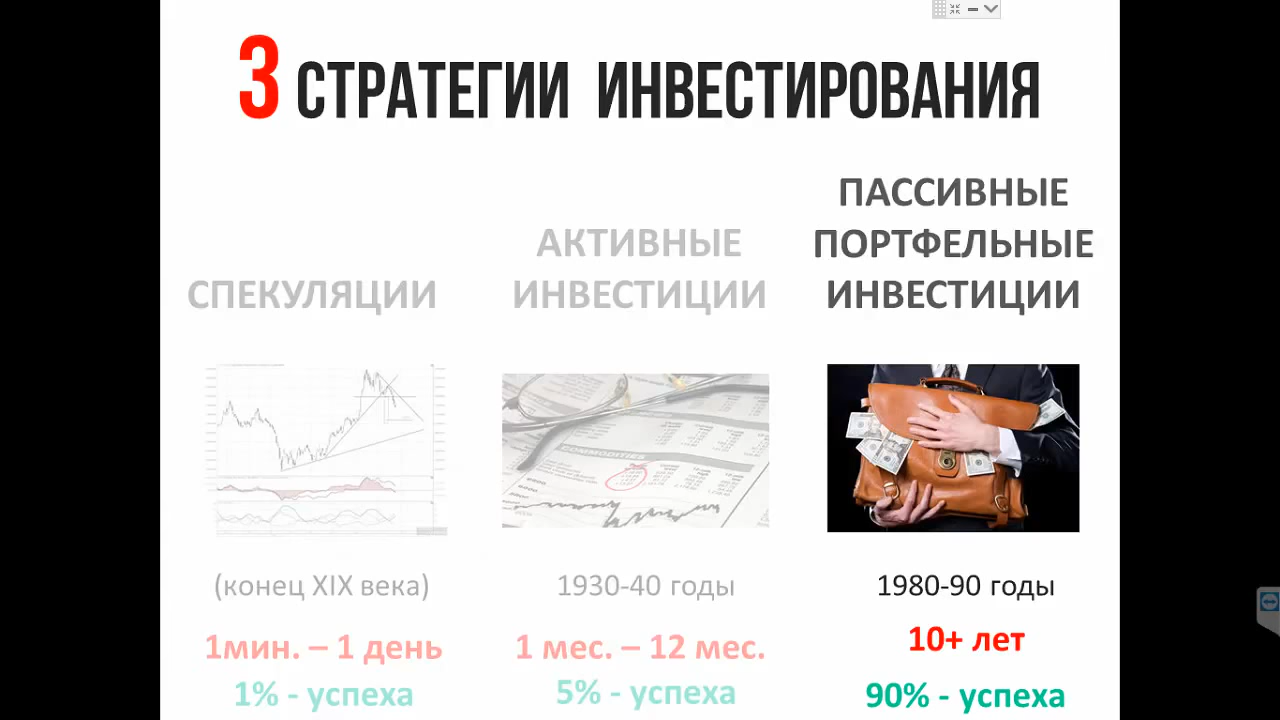 3 СТРАТЕГИИ ИНВЕСТИРОВАНИЯ
СПЕКУЛЯЦИИ
(конец XIX века)
1мин. – 1 день
1% - успеха
АКТИВНЫЕ
ИНВЕСТИЦИИ
COMMODITIES
1930-40 годы
1 мес. – 12 мес.
5% - успеха
ПАССИВНЫЕ
ПОРТФЕЛЬНЫЕ
ИНВЕСТИЦИИ
1980-90 годы
10+ лет
90% - успеха